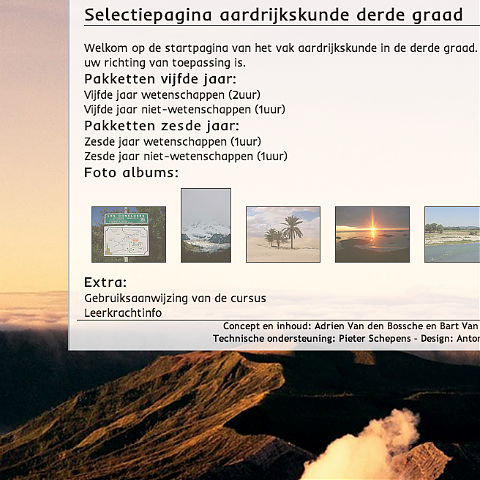 Selectiepagina aardrijkskunde derde graad
Welkom op de startpagina van het vak aardrijkskunde in de derde graad.
uw richting van toepassing is.
Pakketten vijfde jaar:
Vijfde jaar wetenschappen (2uur)
Vijfde jaar niet-wetenschappen (1uur)
Pakketten zesde jaar:
Zesde jaar wetenschappen (1uur)
Zesde jaar niet-wetenschappen (1uur)
Foto albums:
Extra:
Gebruiksaanwijzing van de cursus
Leerkrachtinfo
Concept en inhoud: Adrien Van den Bossche en Bart Van
Technische ondersteuning: Pieter Schepens - Design: